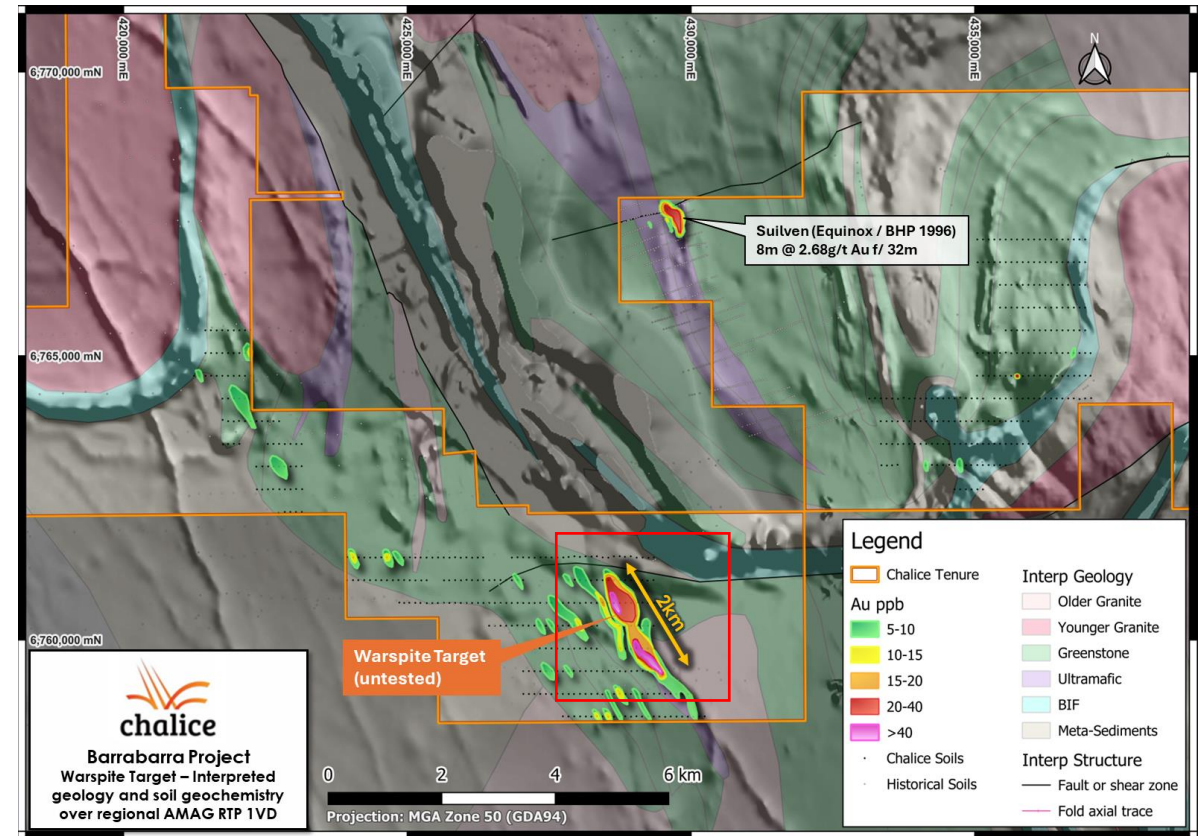 420,000 mE
425,000 mE
430,000 mE
435,000 mE
N
6,770,000 mN
Suilven (Equinox / BHP 1996)
8m @ 2.68g/t Au f/ 32m
6,765,000 mN
2km
6,760,000 mN
Warspite Target
(untested)
chalice
Barrabarra Project
Warspite Target – Interpreted
geology and soil geochemistry
over regional AMAG RTP 1VD
0 2 4 6 km
Projection: MGA Zone 50 (GDA94)
Legend
Chalice Tenure
Au ppb
5-10
10-15
15-20
20-40
>40
Chalice Soils
Historical Soils
Interp Geology
Older Granite
Younger Granite
Greenstone
Ultramafic
BIF
Meta-Sediments
Interp Structure
Fault or shear zone
Fold axial trace